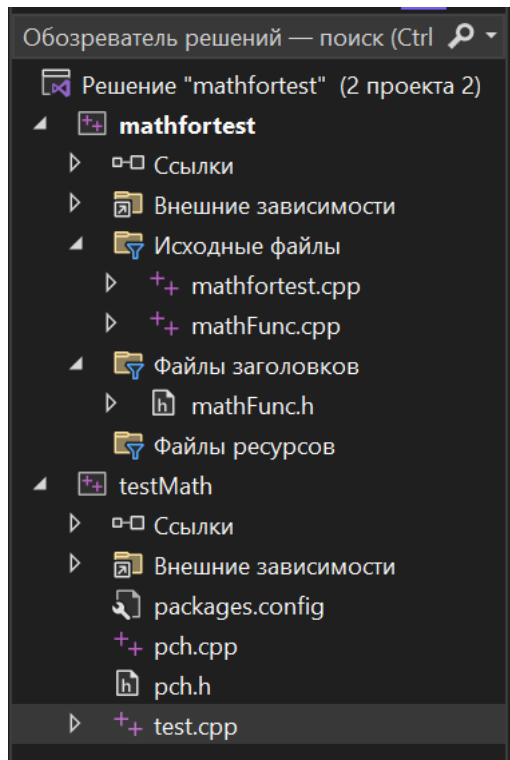 Обозреватель решений — поиск (Ctrl
Решение "mathfortest" (2 проекта 2)
mathfortest
Ссылки
Внешние зависимости
Исходные файлы
mathfortest.cpp
mathFunc.cpp
Файлы заголовков
mathFunc.h
Файлы ресурсов
testMath
Ссылки
Внешние зависимости
packages.config
pch.cpp
pch.h
test.cpp